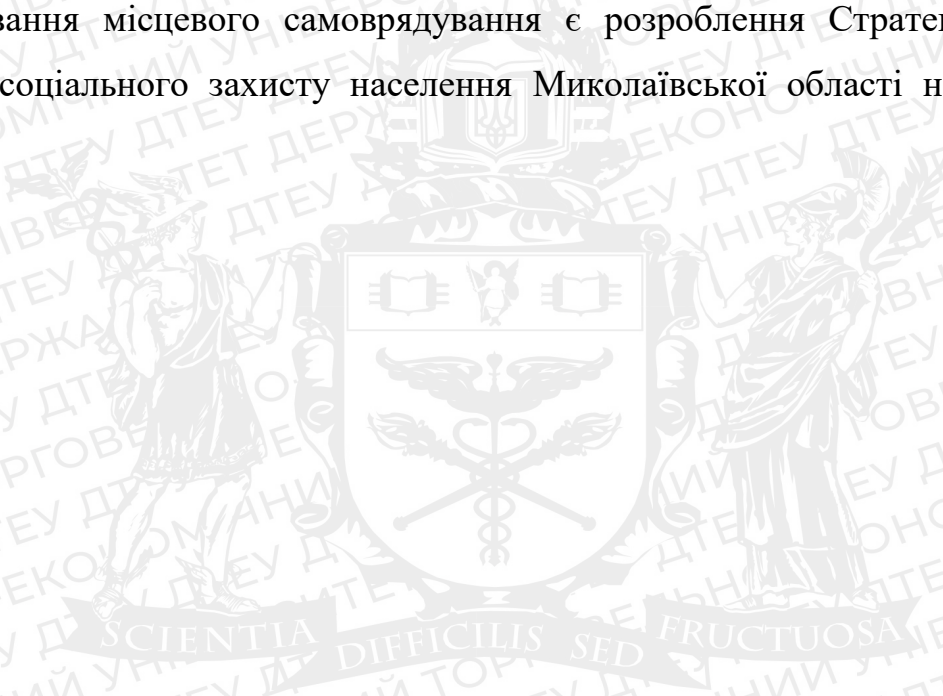 вання місцевого самоврядування є розроблення Стратег
соціального захисту населення Миколаївської області н
SCIENTIA DIFFICILIS SED FRUCTUOSA